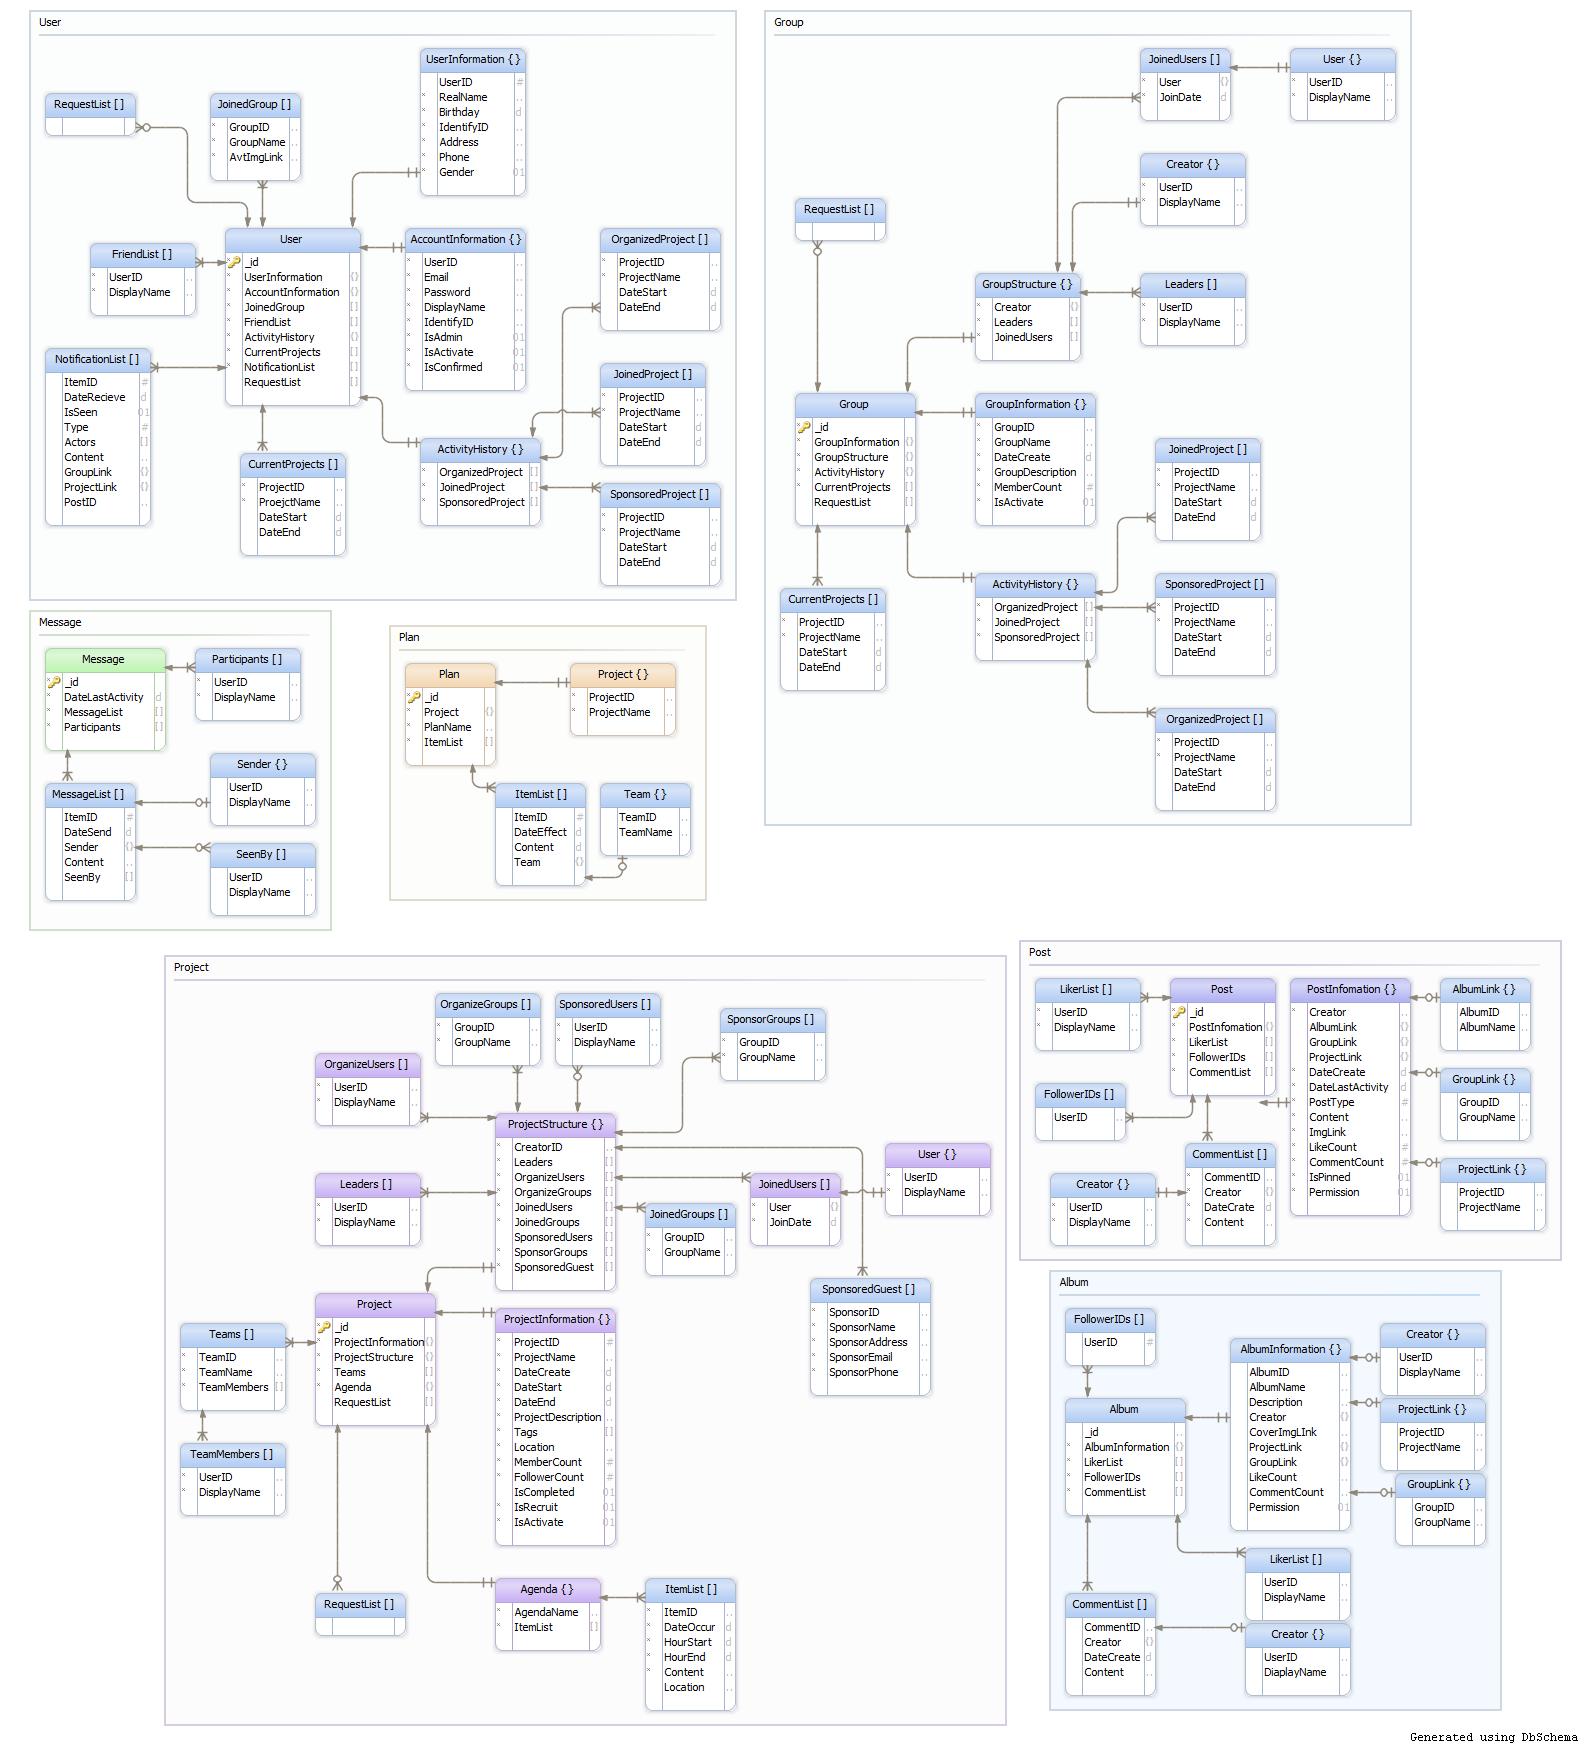 User
UserInformation {}
UserID #
RealName ..
Birthday d
IdentifyID ..
Address ..
Phone ..
Gender 01
RequestList []
JoinedGroup []
GroupID ..
GroupName ..
AvtImgLink ..
User
_id
UserInformation {}
AccountInformation {}
JoinedGroup []
FriendList []
ActivityHistory {}
CurrentProjects []
NotificationList []
RequestList []
AccountInformation {}
UserID ..
Email ..
Password ..
DisplayName ..
IdentifyID ..
IsAdmin 01
IsActivate 01
IsConfirmed 01
OrganizedProject []
ProjectID ..
ProjectName ..
DateStart d
DateEnd d
FriendList []
UserID ..
DisplayName ..
NotificationList []
ItemID #
DateRecieve d
IsSeen 01
Type #
Actors []
Content ..
GroupLink {}
ProjectLink {}
PostID ..
JoinedProject []
ProjectID ..
ProjectName ..
DateStart d
DateEnd d
CurrentProjects []
ProjectID ..
PrejctName ..
DateStart d
DateEnd d
ActivityHistory {}
OrganizedProject []
JoinedProject []
SponsoredProject []
SponsoredProject []
ProjectID ..
ProjectName ..
DateStart d
DateEnd d
Group
JoinedUsers []
User {}
JoinDate d
User {}
UserID ..
DisplayName ..
Creator {}
UserID ..
DisplayName ..
RequestList []
GroupStructure {}
Creator {}
Leaders []
JoinedUsers []
Leaders []
UserID ..
DisplayName ..
Group
_id
GroupInformation {}
GroupStructure {}
ActivityHistory {}
CurrentProjects []
RequestList []
GroupInformation {}
GroupID ..
GroupName ..
DateCreate d
GroupDescription ..
MemberCount #
IsActivate 01
JoinedProject []
ProjectID ..
ProjectName ..
DateStart d
DateEnd d
CurrentProjects []
ProjectID ..
ProjectName ..
DateStart d
DateEnd d
ActivityHistory {}
OrganizedProject []
JoinedProject []
SponsoredProject []
SponsoredProject []
ProjectID ..
ProjectName ..
DateStart d
DateEnd d
OrganizedProject []
ProjectID ..
ProjectName ..
DateStart d
DateEnd d
Message
Message
_id
DateLastActivity d
MessageList []
Participants []
Participants []
UserID ..
DisplayName ..
Sender {}
UserID ..
DisplayName ..
MessageList []
ItemID #
DateSend d
Sender {}
Content ..
SeenBy []
SeenBy []
UserID ..
DisplayName ..
Plan
Plan
_id
Project {}
PlanName ..
ItemList []
Project {}
ProjectID ..
ProjectName ..
ItemList []
ItemID #
DateEffect d
Content d
Team {}
Team {}
TeamID ..
TeamName ..
Project
OrganizeGroups []
GroupID ..
GroupName ..
SponsoredUsers []
UserID ..
DisplayName ..
SponsorGroups []
GroupID ..
GroupName ..
OrganizeUsers []
UserID ..
DisplayName ..
ProjectStructure {}
CreatorID ..
Leaders []
OrganizeUsers []
OrganizeGroups []
JoinedUsers []
JoinedGroups []
SponsoredUsers []
SponsorGroups []
SponsoredGuest []
Leaders []
UserID ..
DisplayName ..
JoinedUsers []
User {}
JoinDate d
User {}
UserID ..
DisplayName ..
JoinedGroups []
GroupID ..
GroupName ..
SponsoredGuest []
SponsorID ..
SponsorName ..
SponsorAddress ..
SponsorEmail ..
SponsorPhone ..
Project
_id
ProjectInformation {}
ProjectStructure {}
Teams []
Agenda {}
RequestList []
Teams []
TeamID ..
TeamName ..
TeamMembers []
TeamMembers []
UserID ..
DisplayName ..
ProjectInformation {}
ProjectID #
ProjectName ..
DateCreate d
DateStart d
DateEnd d
ProjectDescription ..
Tags []
Location ..
MemberCount #
FollowerCount #
IsCompleted 01
IsRecruit 01
IsActivate 01
RequestList []
Agenda {}
AgendaName ..
ItemList []
ItemList []
ItemID ..
DateOccur d
HourStart d
HourEnd d
Content ..
Location ..
Post
LikerList []
UserID ..
DisplayName ..
Post
_id
PostInfomation {}
LikerList []
FollowerIDs []
CommentList []
PostInfomation {}
Creator ..
AlbumLink {}
GroupLink {}
ProjectLink {}
DateCreate d
DateLastActivity d
PostType #
Content ..
ImgLink ..
LikeCount #
CommentCount #
IsPinned 01
Permission 01
AlbumLink {}
AlbumID ..
AlbumName ..
FollowerIDs []
UserID ..
GroupLink {}
GroupID ..
GroupName ..
CommentList []
CommentID ..
Creator {}
DateCrate d
Content ..
Creator {}
UserID ..
DisplayName ..
ProjectLink {}
ProjectID ..
ProjectName ..
Album
FollowerIDs []
UserID #
AlbumInformation {}
AlbumID ..
AlbumName ..
Description ..
Creator {}
CoverImgLInk ..
ProjectLink {}
GroupLink {}
LikeCount ..
CommentCount ..
Permission 01
Creator {}
UserID ..
DisplayName ..
Album
_id ..
AlbumInformation {}
LikerList []
FollowerIDs []
CommentList []
ProjectLink {}
ProjectID ..
ProjectName ..
GroupLink {}
GroupID ..
GroupName ..
LikerList []
UserID ..
DisplayName ..
CommentList []
CommentID ..
Creator {}
DateCreate d
Content ..
Creator {}
UserID ..
DiaplayName ..
Generated using DbSchema